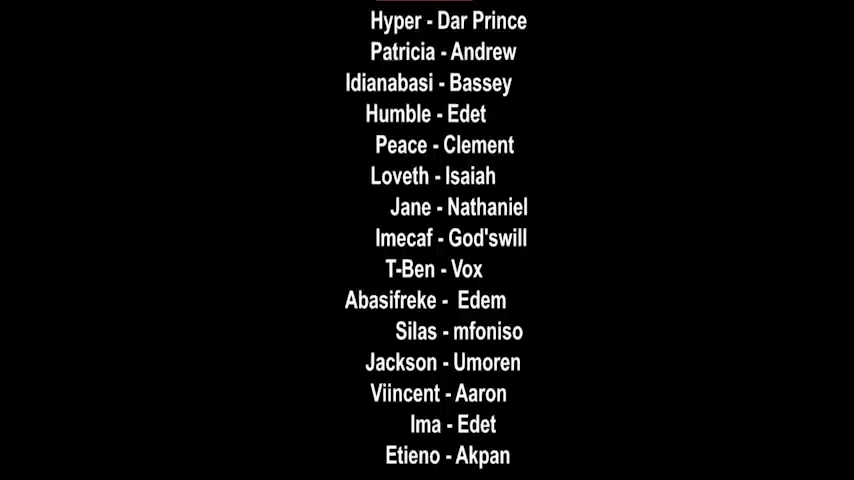 Hyper - Dar Prince
Patricia - Andrew
Idianabasi - Bassey
Humble - Edet
Peace - Clement
Loveth - Isaiah
Jane - Nathaniel
Imecaf - God'swill
T-Ben - Vox
Abasifreke - Edem
Silas - mfoniso
Jackson - Umoren
Viincent - Aaron
Ima - Edet
Etieno - Akpan